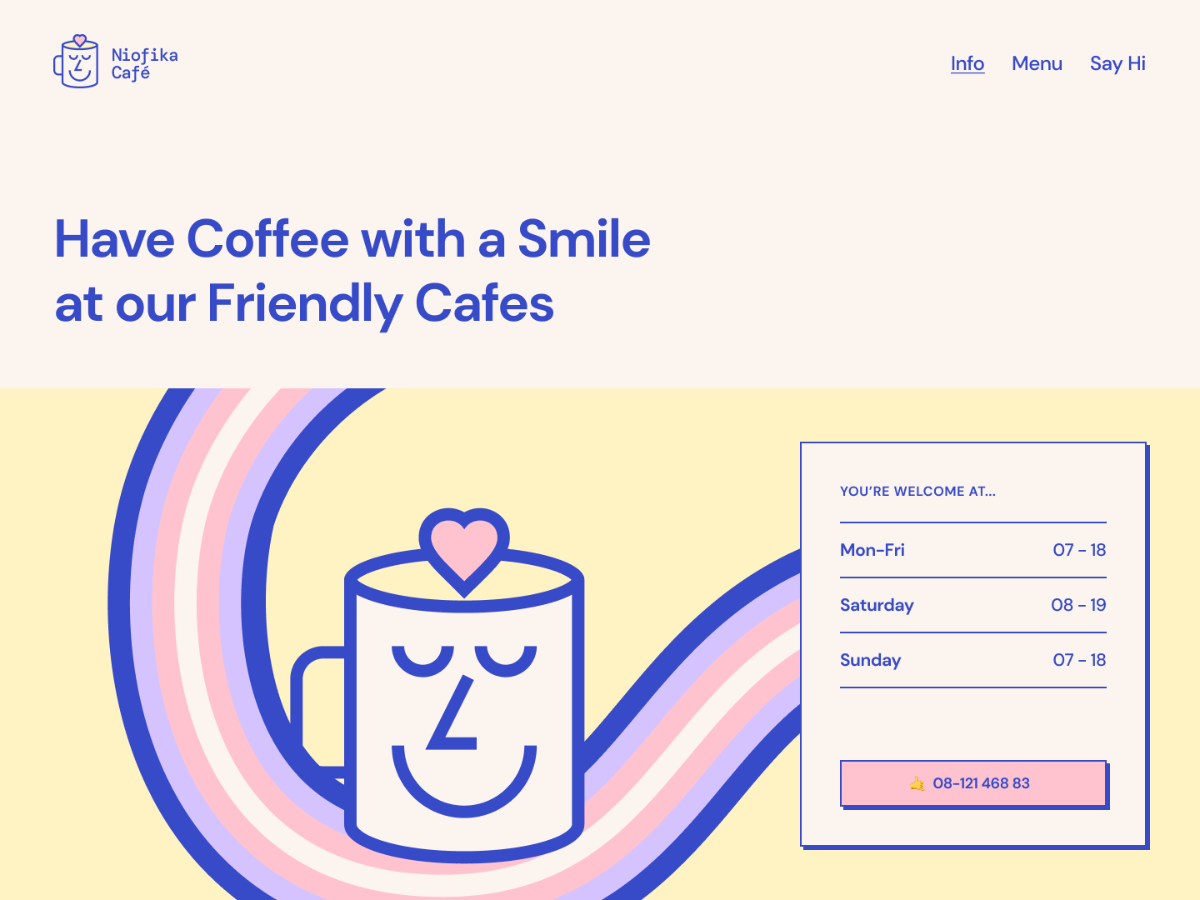 Niofika
Café
Info Menu Say Hi
Have Coffee with a Smile
at our Friendly Cafes
YOU’RE WELCOME AT...
Mon–Fri 07 – 18
Saturday 08 – 19
Sunday 07 – 18
🤙 08–121 468 83